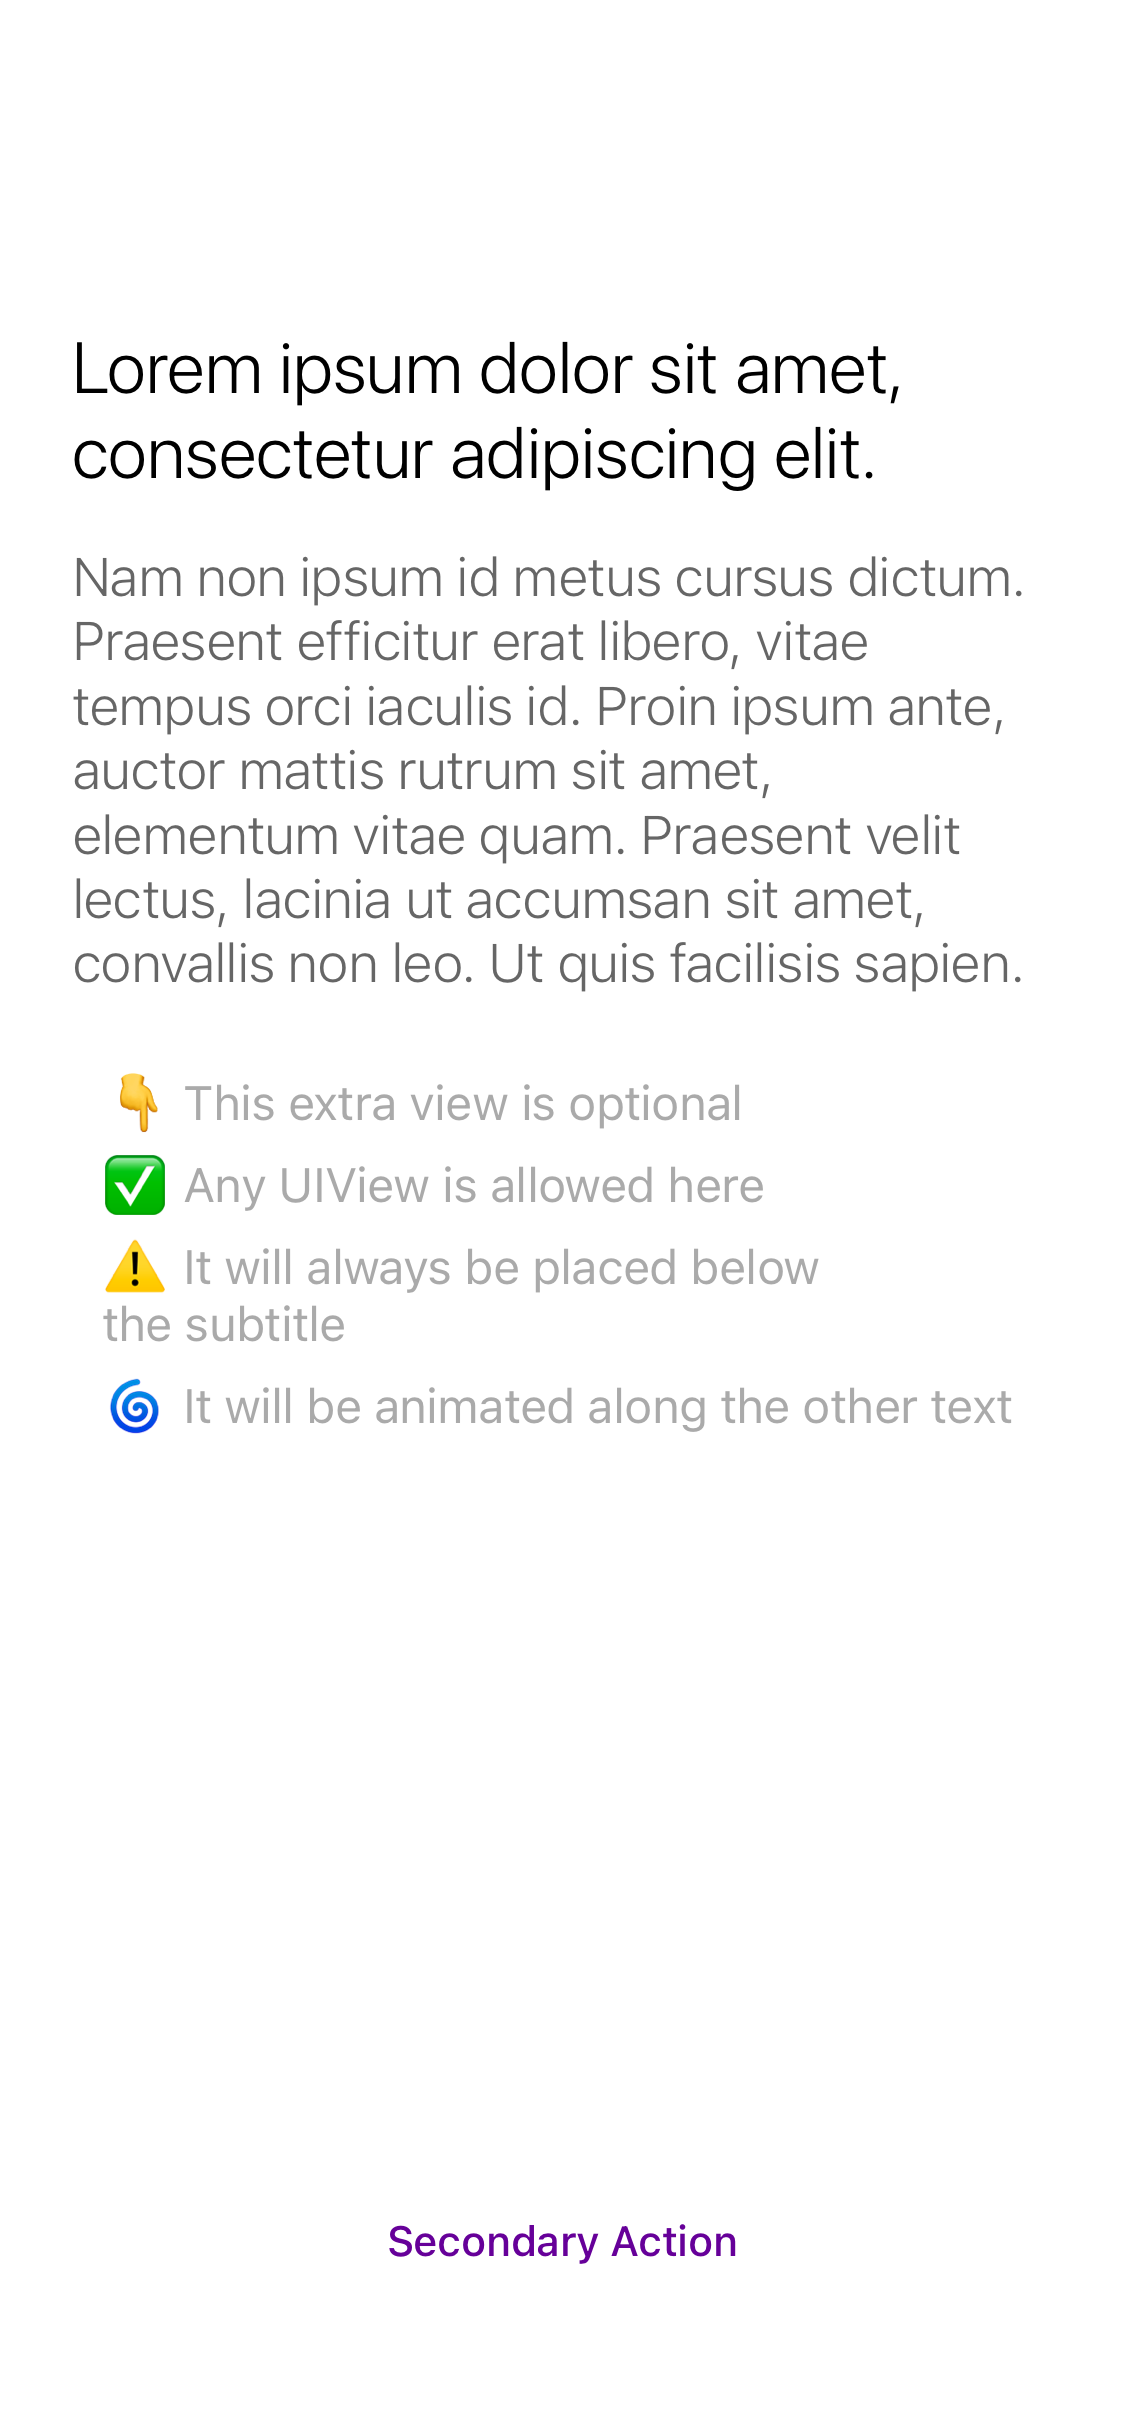 Lorem ipsum dolor sit amet,
consectetur adipiscing elit.
Nam non ipsum id metus cursus dictum.
Praesent efficitur erat libero, vitae
tempus orci iaculis id. Proin ipsum ante,
auctor mattis rutrum sit amet,
elementum vitae quam. Praesent velit
lectus, lacinia ut accumsan sit amet,
convallis non leo. Ut quis facilisis sapien.
👇 This extra view is optional
✅ Any UIView is allowed here
⚠️ It will always be placed below
the subtitle
🌀 It will be animated along the other text
Secondary Action